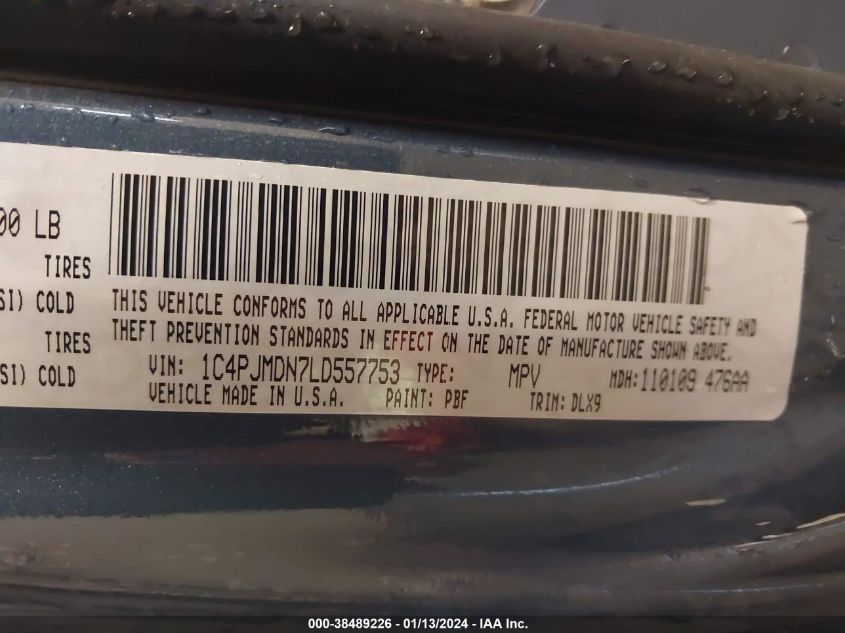 00 LB
TIRES
SI) COLD
TIRES
SI) COLD
THIS VEHICLE CONFORMS TO ALL APPLICABLE U.S.A. FEDERAL MOTOR VEHICLE SAFETY AND
THEFT PREVENTION STANDARDS IN EFFECT ON THE DATE OF MANUFACTURE SHOWN ABOVE.
VIN: 1C4PJMDN7LD557753 TYPE: MPV MDH:110109 476AA
VEHICLE MADE IN U.S.A. PAINT: PBF TRIM: DLX9
000-38489226 - 01/13/2024 - IAA Inc.